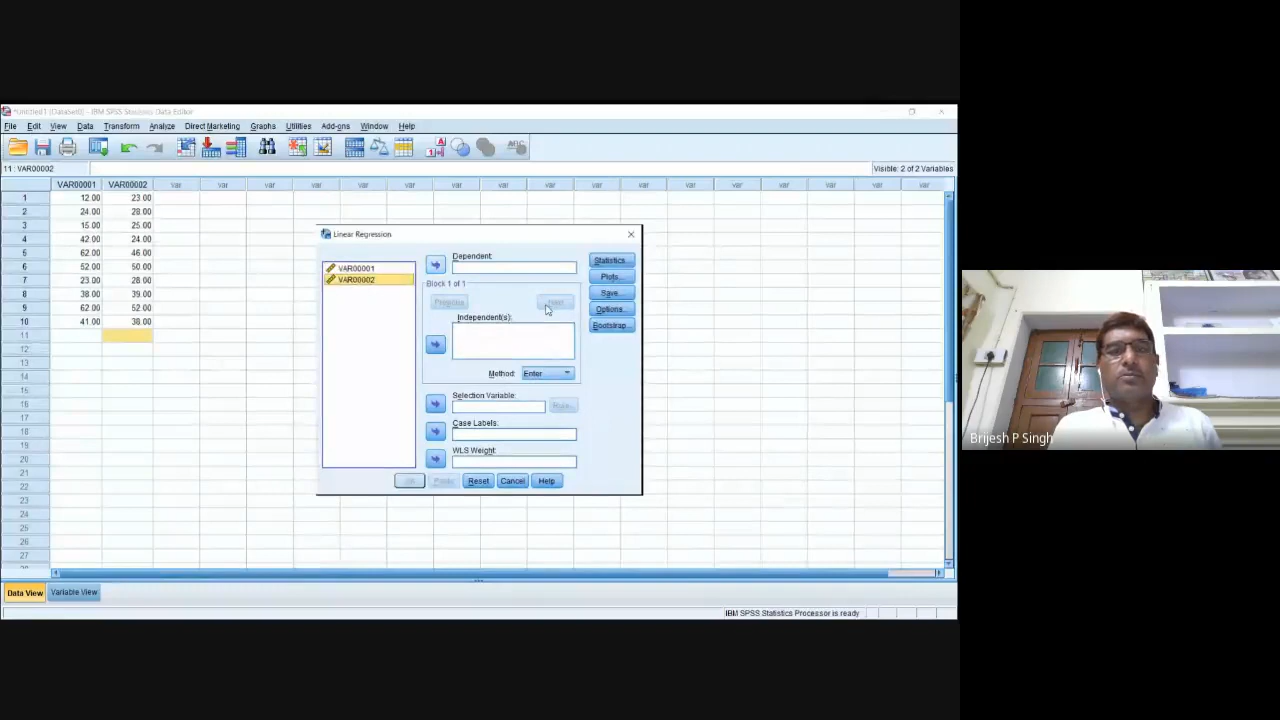 *Untitled1 [DataSet0] - IBM SPSS Statistics Data Editor
File Edit View Data Transform Analyze Direct Marketing Graphs Utilities Add-ons Window Help
11 : VAR00002
Visible: 2 of 2 Variables
VAR00001 VAR00002 var var var var var var var var var var var var var var var var var
1 12.00 23.00
2 24.00 28.00
3 15.00 25.00
4 42.00 24.00
5 62.00 46.00
6 52.00 50.00
7 23.00 28.00
8 38.00 39.00
9 62.00 52.00
10 41.00 38.00
11
12
13
14
15
16
17
18
19
20
21
22
23
24
25
26
27
Linear Regression
VAR00001
VAR00002
Dependent:
Block 1 of 1
Previous Next
Independent(s):
Method: Enter
Selection Variable:
Rule...
Case Labels:
WLS Weight:
Statistics...
Plots...
Save...
Options...
Bootstrap...
OK Paste Reset Cancel Help
Data View Variable View
IBM SPSS Statistics Processor is ready
Brijesh P Singh